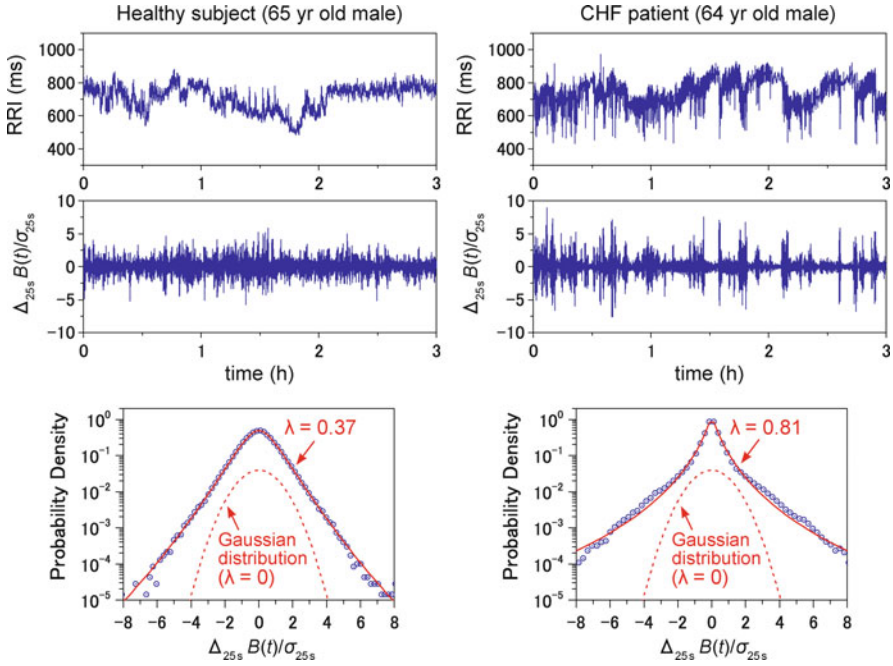 Healthy subject (65 yr old male)
CHF patient (64 yr old male)
RRI (ms)
1000
800
600
400
0 1 2 3
RRI (ms)
1000
800
600
400
0 1 2 3
Δ25s B(t)/σ25s
10
5
0
−5
−10
0 1 2 3
time (h)
Δ25s B(t)/σ25s
10
5
0
−5
−10
0 1 2 3
time (h)
Probability Density
10^0
10^-1
10^-2
10^-3
10^-4
10^-5
λ = 0.37
Gaussian
distribution
(λ = 0)
−8 −6 −4 −2 0 2 4 6 8
Δ25s B(t)/σ25s
Probability Density
10^0
10^-1
10^-2
10^-3
10^-4
10^-5
λ = 0.81
Gaussian
distribution
(λ = 0)
−8 −6 −4 −2 0 2 4 6 8
Δ25s B(t)/σ25s